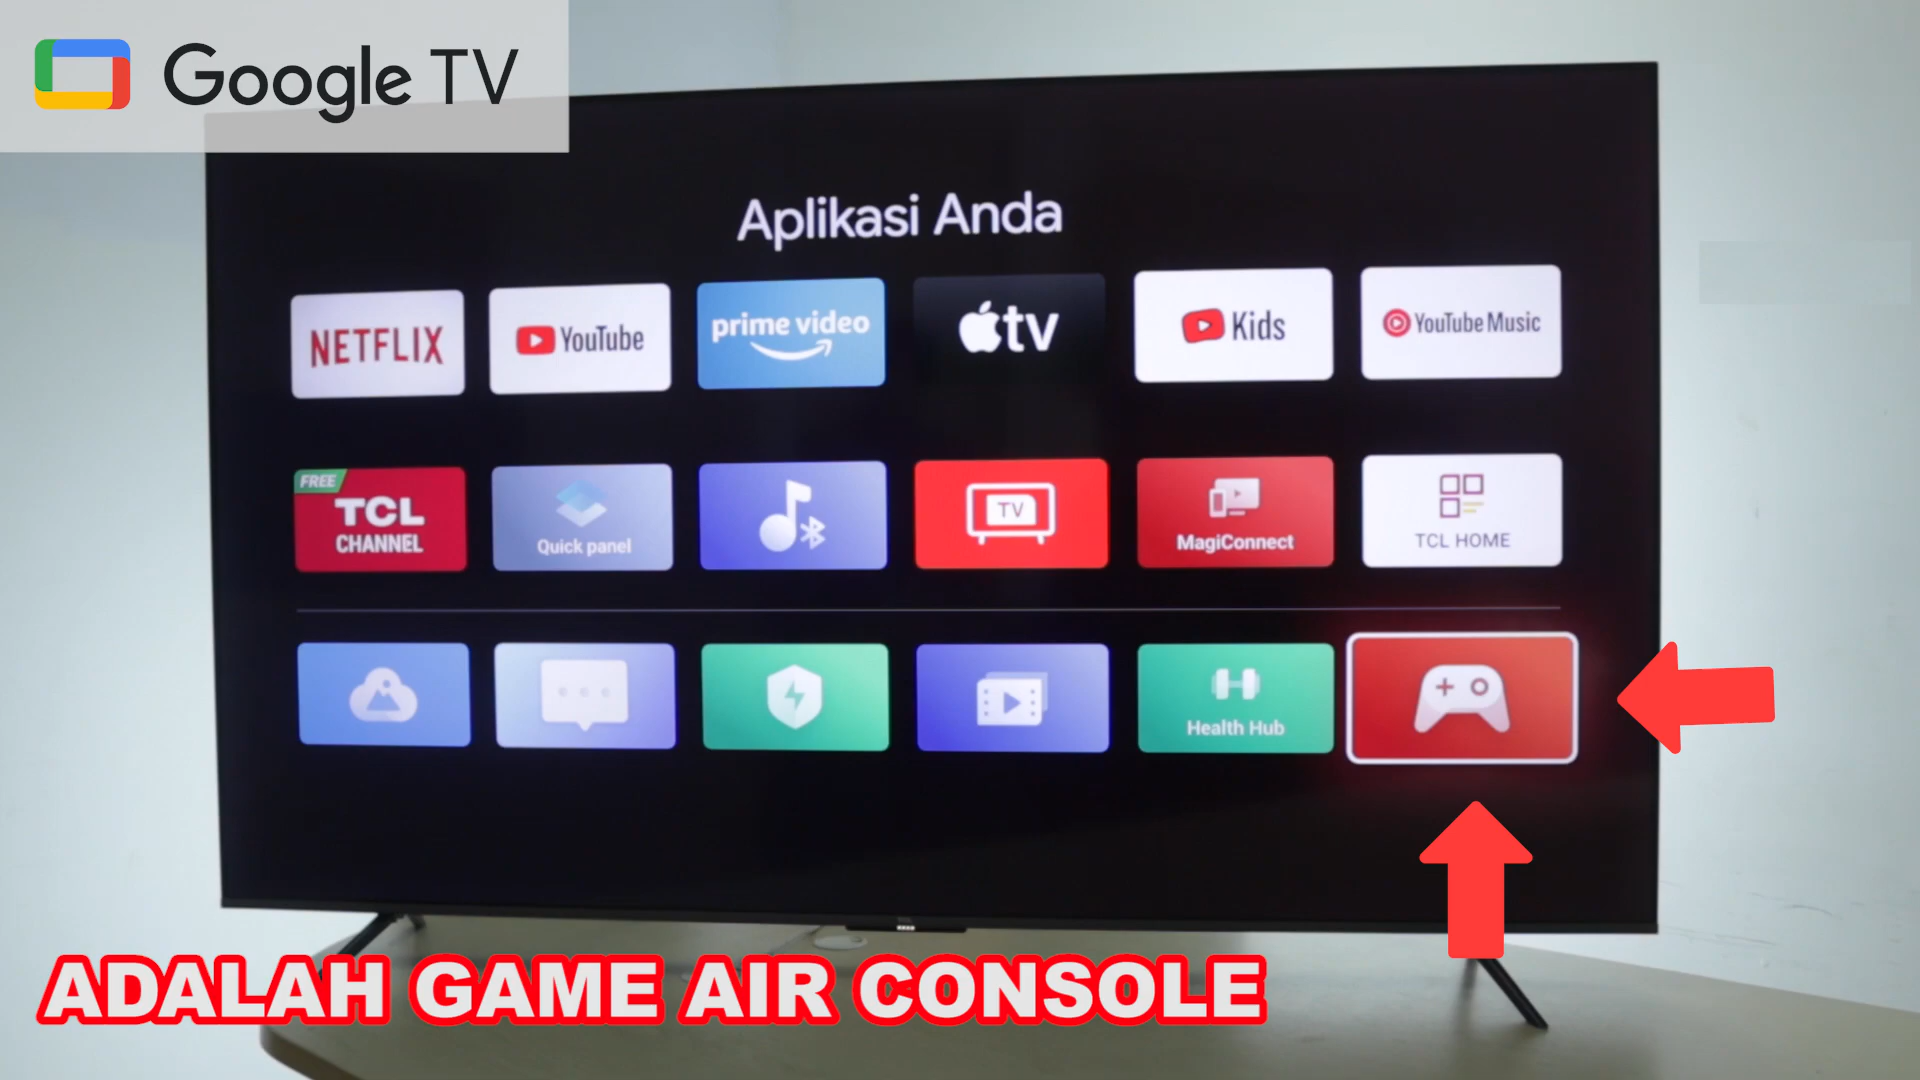 Google TV
Aplikasi Anda
NETFLIX
YouTube
prime video
tv
Kids
YouTube Music
FREE
TCL
CHANNEL
Quick panel
TV
MagiConnect
TCL HOME
Health Hub
ADALAH GAME AIR CONSOLE